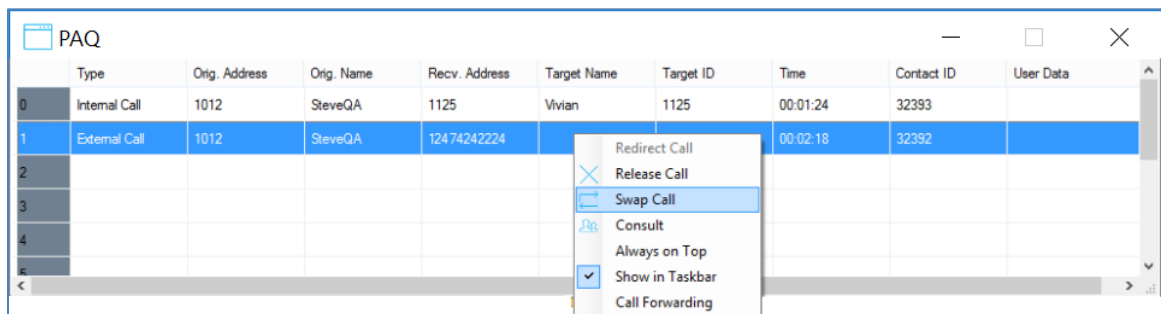 PAQ
Type Orig. Address Orig. Name Recv. Address Target Name Target ID Time Contact ID User Data
0 Internal Call 1012 SteveQA 1125 Vivian 1125 00:01:24 32393
1 External Call 1012 SteveQA 12474242224 00:02:18 32392
Redirect Call
2 Release Call
3 Swap Call
Consult
4 Always on Top
5 Show in Taskbar
Call Forwarding